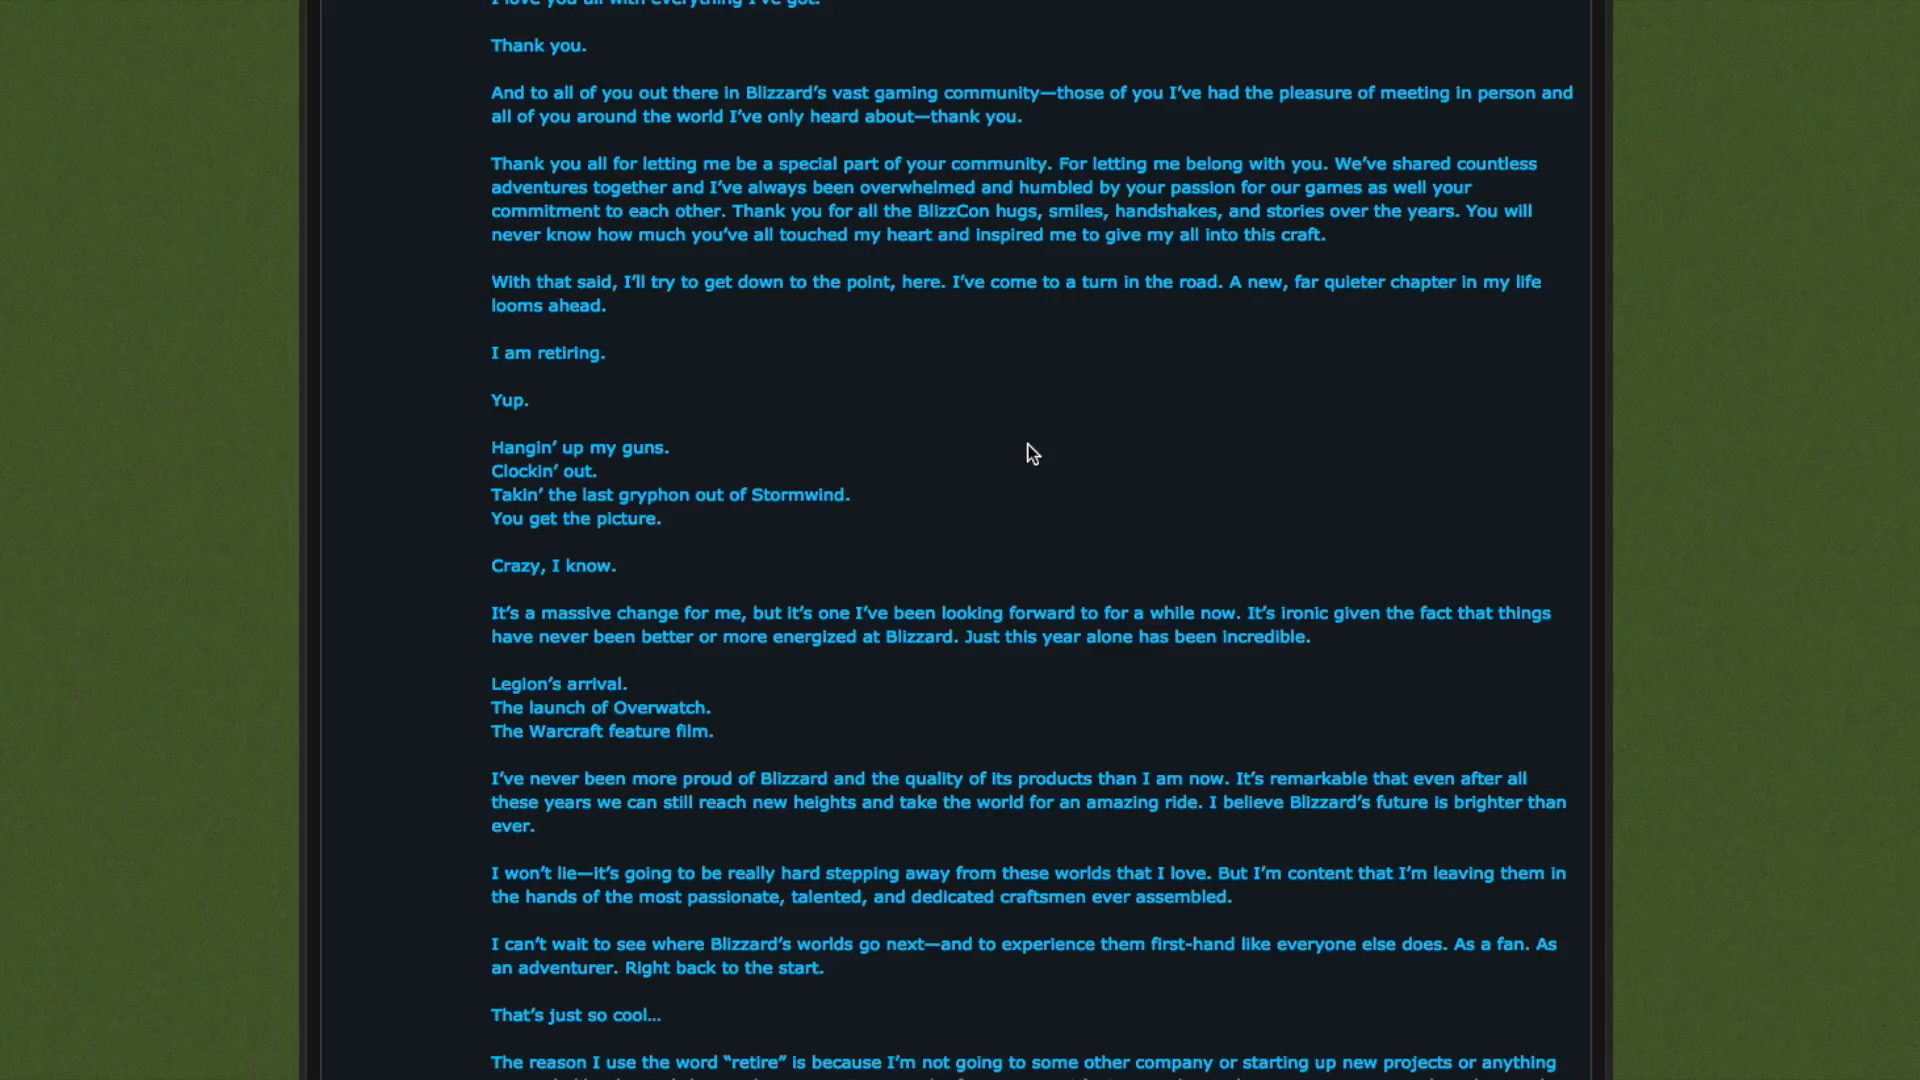 I love you all with everything I've got.
Thank you.
And to all of you out there in Blizzard's vast gaming community—those of you I've had the pleasure of meeting in person and
all of you around the world I've only heard about—thank you.
Thank you all for letting me be a special part of your community. For letting me belong with you. We've shared countless
adventures together and I've always been overwhelmed and humbled by your passion for our games as well your
commitment to each other. Thank you for all the BlizzCon hugs, smiles, handshakes, and stories over the years. You will
never know how much you've all touched my heart and inspired me to give my all into this craft.
With that said, I'll try to get down to the point, here. I've come to a turn in the road. A new, far quieter chapter in my life
looms ahead.
I am retiring.
Yup.
Hangin' up my guns.
Clockin' out.
Takin' the last gryphon out of Stormwind.
You get the picture.
Crazy, I know.
It's a massive change for me, but it's one I've been looking forward to for a while now. It's ironic given the fact that things
have never been better or more energized at Blizzard. Just this year alone has been incredible.
Legion's arrival.
The launch of Overwatch.
The Warcraft feature film.
I've never been more proud of Blizzard and the quality of its products than I am now. It's remarkable that even after all
these years we can still reach new heights and take the world for an amazing ride. I believe Blizzard's future is brighter than
ever.
I won't lie—it's going to be really hard stepping away from these worlds that I love. But I'm content that I'm leaving them in
the hands of the most passionate, talented, and dedicated craftsmen ever assembled.
I can't wait to see where Blizzard's worlds go next—and to experience them first-hand like everyone else does. As a fan. As
an adventurer. Right back to the start.
That's just so cool...
The reason I use the word “retire” is because I'm not going to some other company or starting up new projects or anything